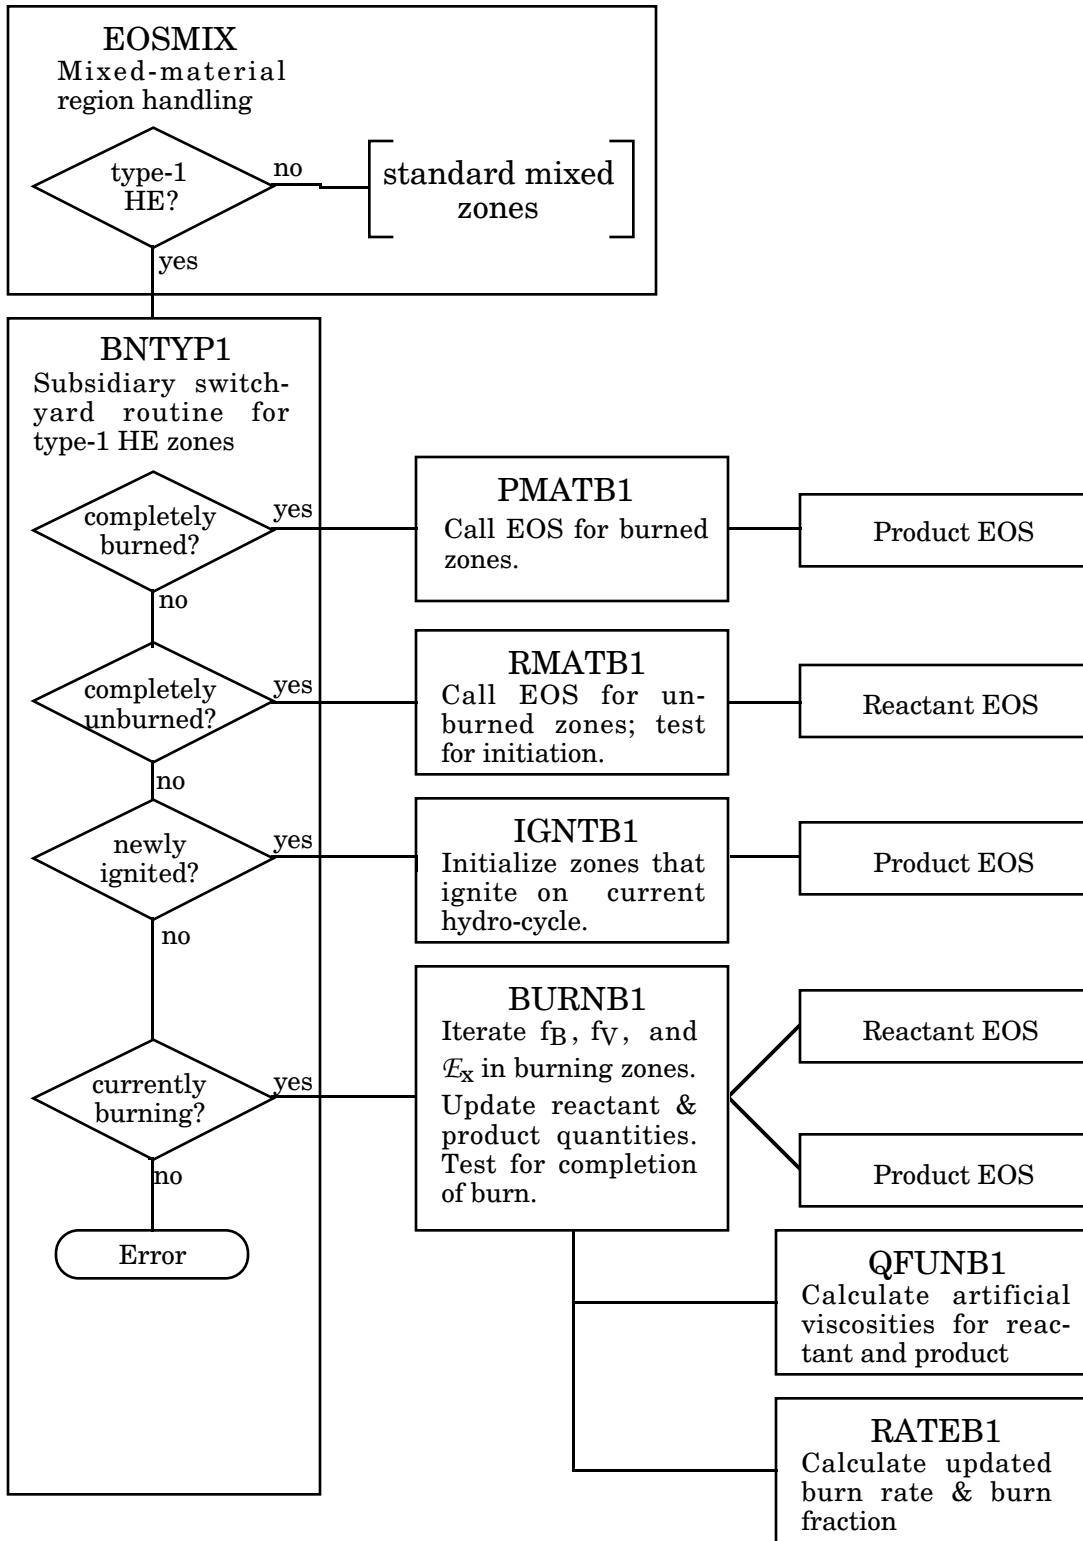 EOSMIX
Mixed-material
region handling
type-1
HE?
no
standard mixed
zones
yes
BNTYP1
Subsidiary switch-
yard routine for
type-1 HE zones
completely
burned?
yes
no
PMATB1
Call EOS for burned
zones.
Product EOS
completely
unburned?
yes
no
RMATB1
Call EOS for un-
burned zones; test
for initiation.
Reactant EOS
newly
ignited?
yes
no
IGNTB1
Initialize zones that
ignite on current
hydro-cycle.
Product EOS
currently
burning?
yes
no
Error
BURNB1
Iterate fB, fV, and
ℰx in burning zones.
Update reactant &
product quantities.
Test for completion
of burn.
Reactant EOS
Product EOS
QFUNB1
Calculate artificial
viscosities for reac-
tant and product
RATEB1
Calculate updated
burn rate & burn
fraction